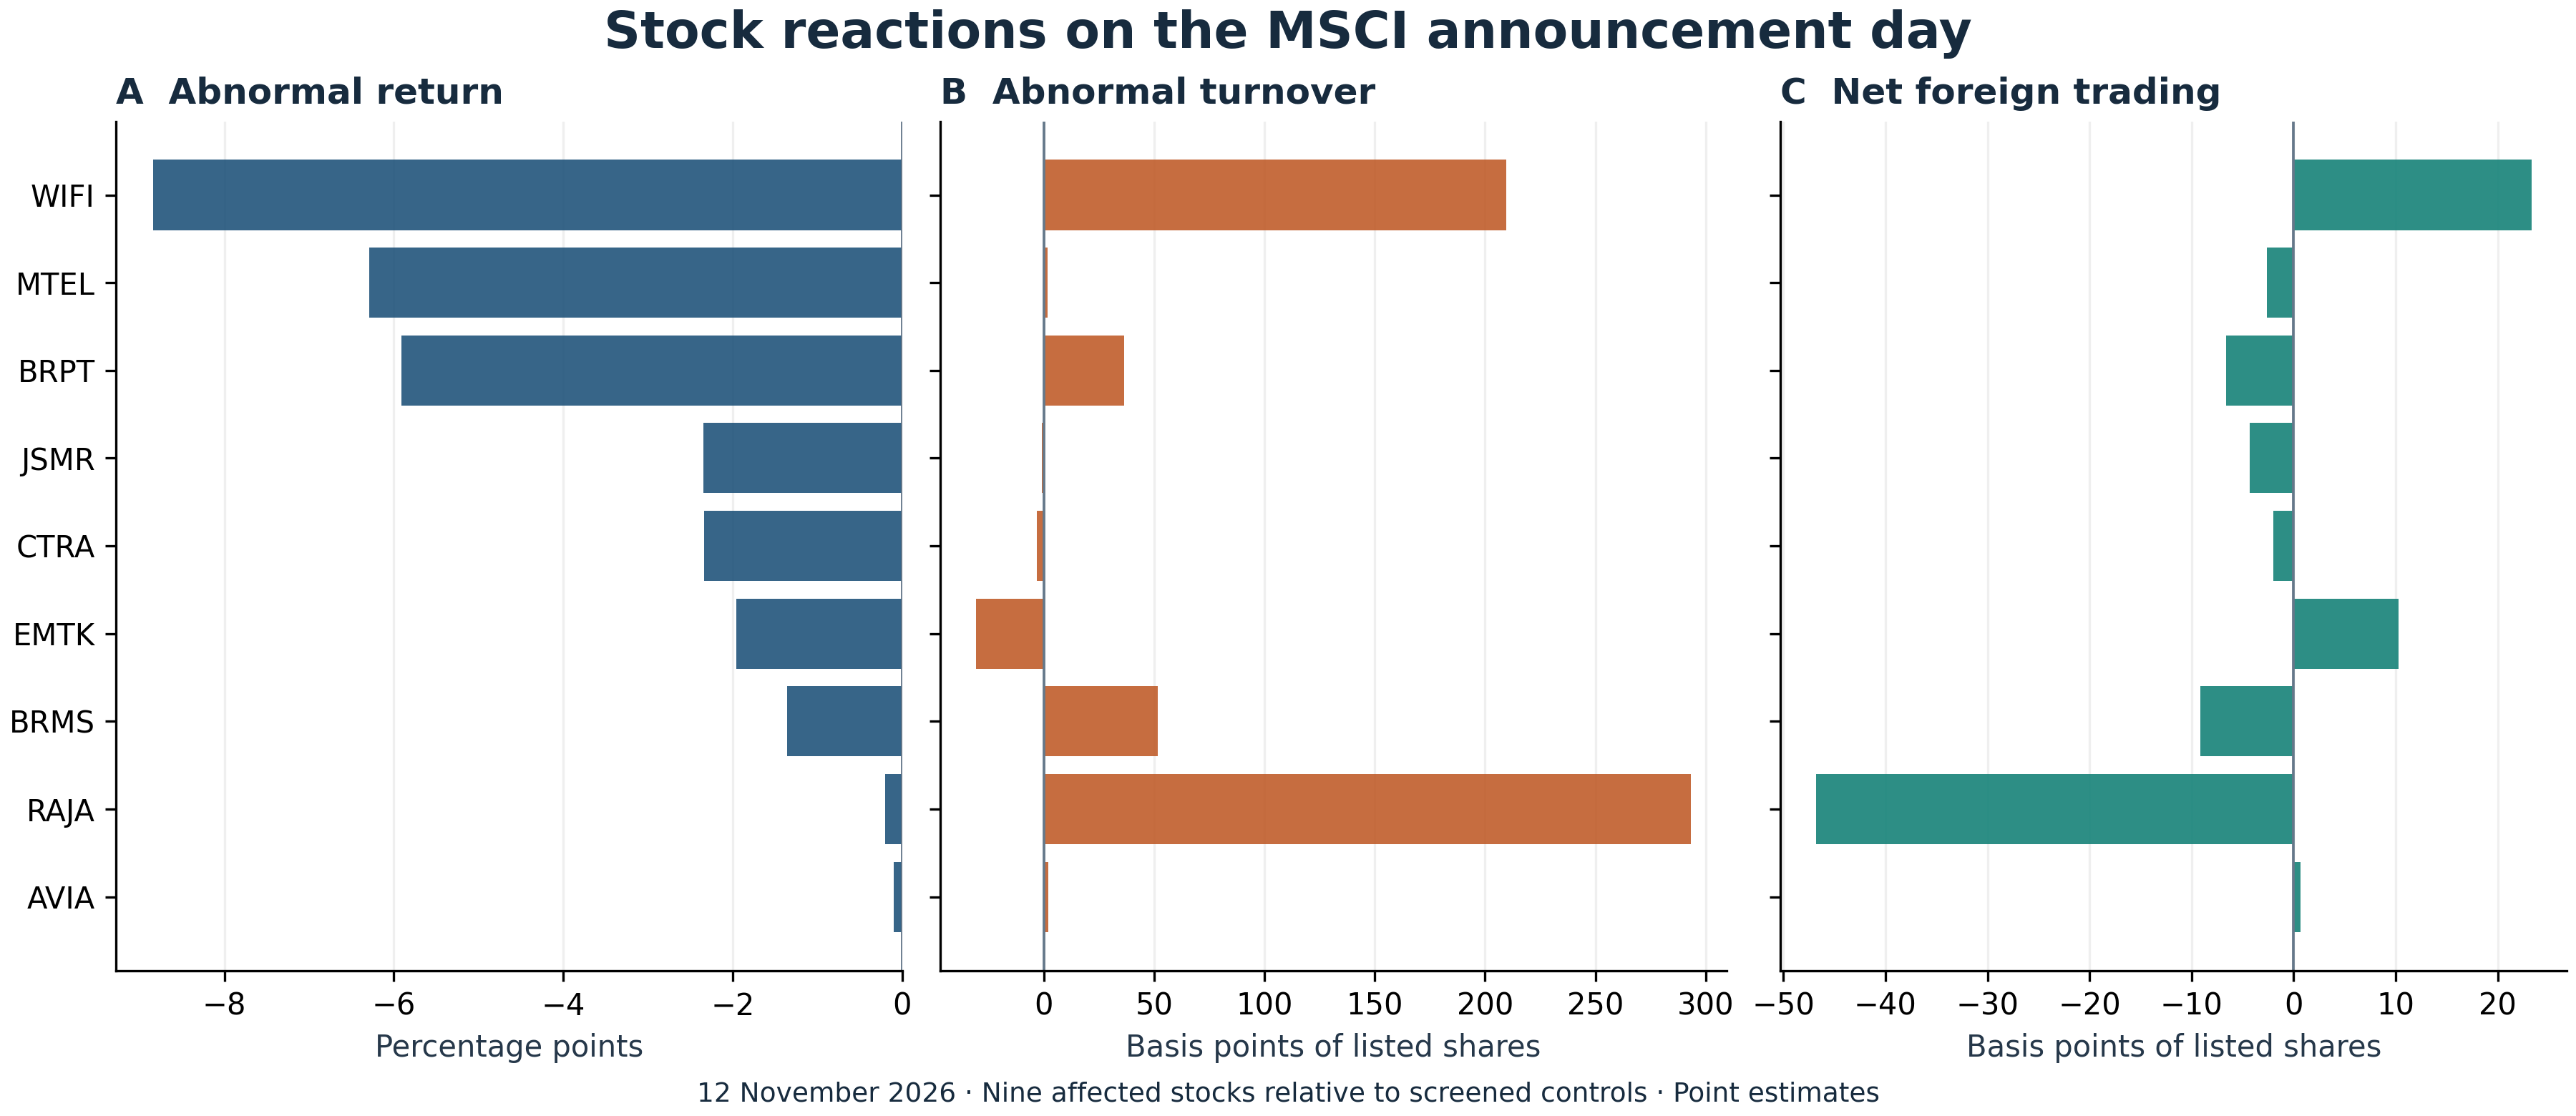 Stock reactions on the MSCI announcement day
A Abnormal return
B Abnormal turnover
C Net foreign trading
WIFI
MTEL
BRPT
JSMR
CTRA
EMTK
BRMS
RAJA
AVIA
−8 −6 −4 −2 0
0 50 100 150 200 250 300
−50 −40 −30 −20 −10 0 10 20
Percentage points
Basis points of listed shares
Basis points of listed shares
12 November 2026 · Nine affected stocks relative to screened controls · Point estimates